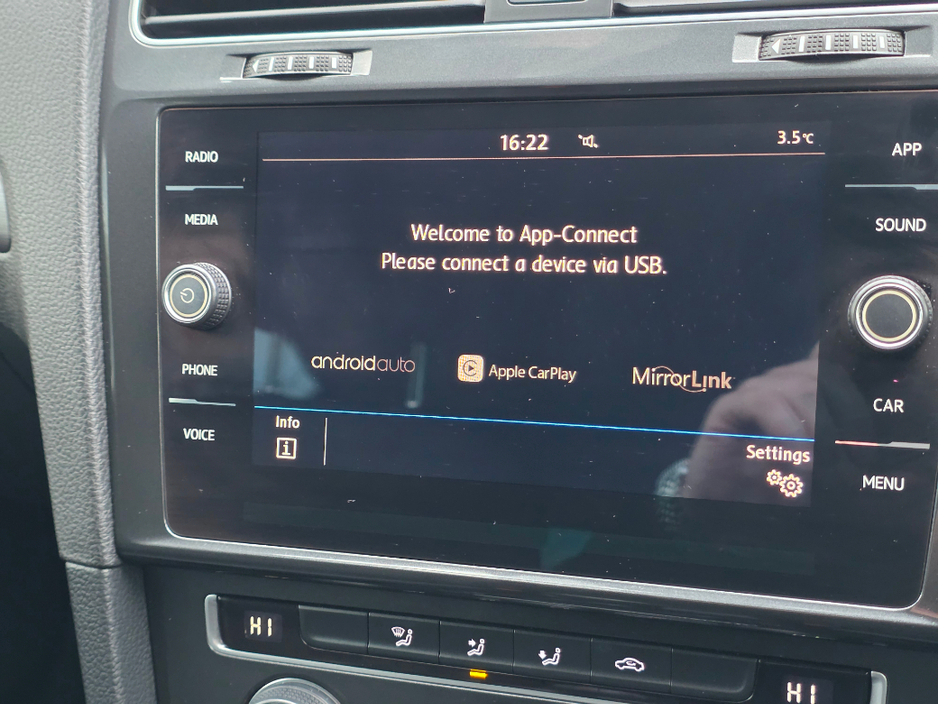 16:22
3.5°C
RADIO
APP
MEDIA
SOUND
Welcome to App-Connect
Please connect a device via USB.
androidauto
Apple CarPlay
MirrorLink
PHONE
CAR
VOICE
Info
i
Settings
MENU
HI
HI